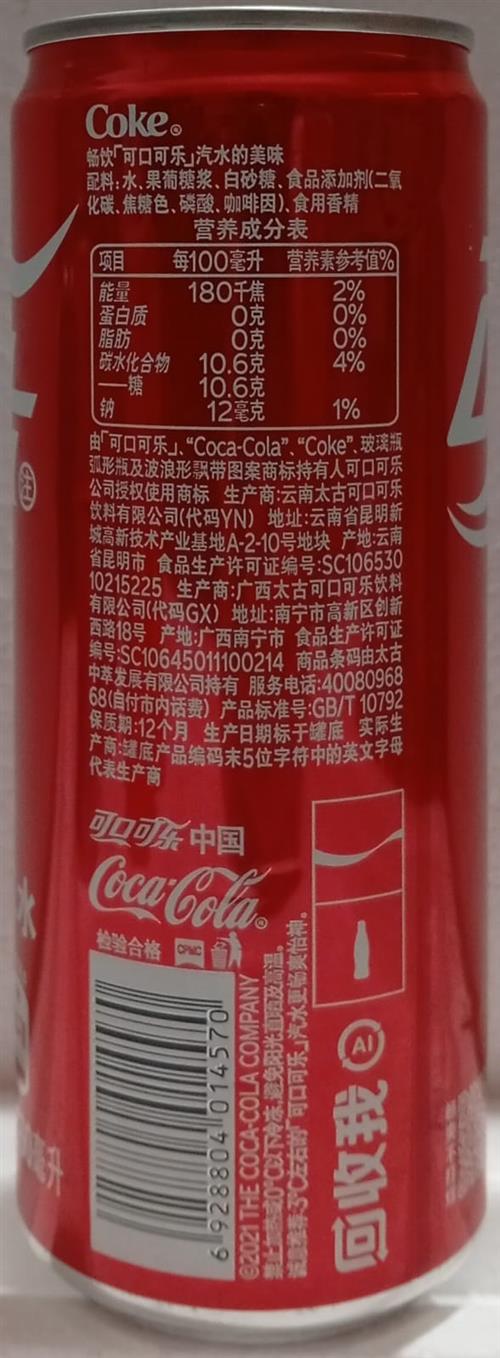 Coke®
畅饮「可口可乐」汽水的美味
配料:水、果葡糖浆、白砂糖、食品添加剂(二氧
化碳、焦糖色、磷酸、咖啡因)、食用香精
营养成分表
项目 每100毫升 营养素参考值%
能量 180千焦 2%
蛋白质 0克 0%
脂肪 0克 0%
碳水化合物 10.6克 4%
——糖 10.6克
钠 12毫克 1%
由「可口可乐」、“Coca-Cola”、“Coke”、玻璃瓶
弧形瓶及波浪形飘带图案商标持有人可口可乐
公司授权使用商标 生产商:云南太古可口可乐
饮料有限公司(代码YN) 地址:云南省昆明新
城高新技术产业基地A-2-10号地块 产地:云南
省昆明市 食品生产许可证编号:SC106530
10215225 生产商:广西太古可口可乐饮料
有限公司(代码GX) 地址:南宁市高新区创新
西路18号 产地:广西南宁市 食品生产许可证
编号:SC10645011100214 商品条码由太古
中萃发展有限公司持有 服务电话:40080968
68(自付市内话费) 产品标准号:GB/T 10792
保质期:12个月 生产日期标于罐底 实际生
产商:罐底产品编码末5位字符中的英文字母
代表生产商
可口可乐 中国
Coca-Cola®
检验合格 CPMC
6 928804 014570
©2021 THE COCA-COLA COMPANY
汽水更畅爽怡神。
AI
回收我
注
水
毫升